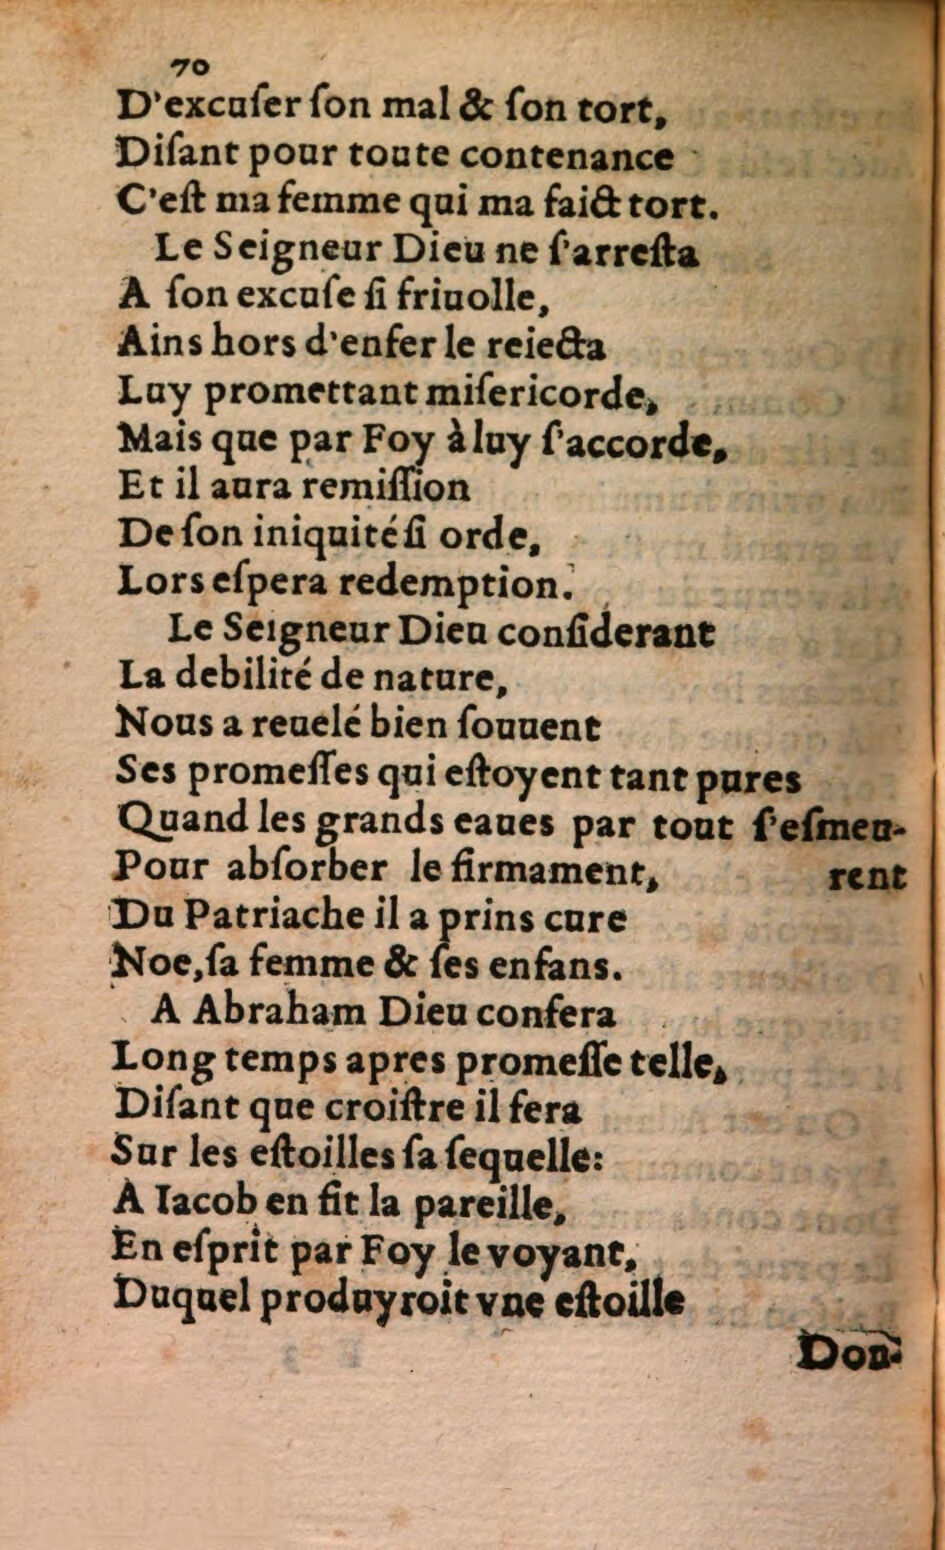 70
D'excuſer ſon mal & ſon tort,
Diſant pour toute contenance
C'eſt ma femme qui ma faict tort.
Le Seigneur Dieu ne ſ'arreſta
A ſon excuſe ſi friuolle,
Ains hors d'enfer le reiecta
Luy promettant miſericorde,
Mais que par Foy à luy ſ'accorde,
Et il aura remiſſion
De ſon iniquité ſi orde,
Lors eſpera redemption.
Le Seigneur Dieu conſiderant
La debilité de nature,
Nous a reuelé bien ſouuent
Ses promeſſes qui eſtoyent tant pures
Quand les grands eaues par tout ſ'eſmeu-
Pour abſorber le firmament, rent
Du Patriache il a prins cure
Noe, ſa femme & ſes enfans.
A Abraham Dieu confera
Long temps apres promeſſe telle,
Diſant que croiſtre il fera
Sur les eſtoilles ſa ſequelle:
A Iacob en fit la pareille,
En eſprit par Foy le voyant,
Duquel produyroit vne eſtoille
Don-